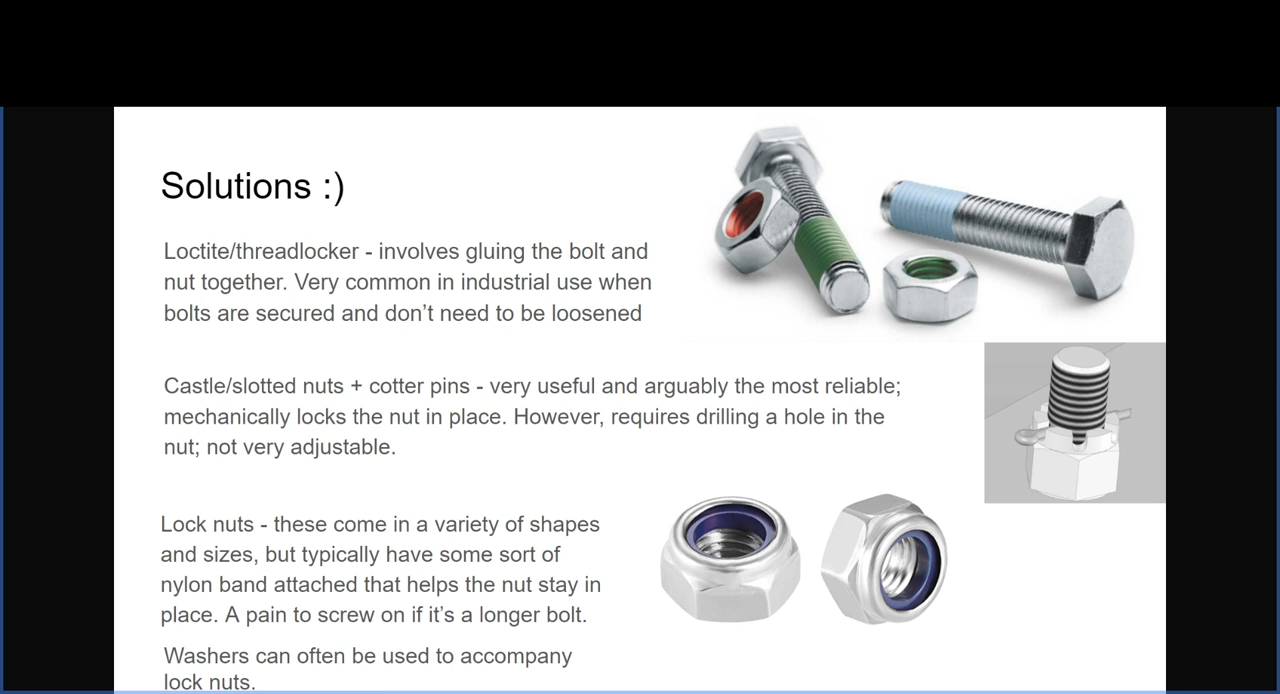 Solutions :)
Loctite/threadlocker - involves gluing the bolt and
nut together. Very common in industrial use when
bolts are secured and don’t need to be loosened
Castle/slotted nuts + cotter pins - very useful and arguably the most reliable;
mechanically locks the nut in place. However, requires drilling a hole in the
nut; not very adjustable.
Lock nuts - these come in a variety of shapes
and sizes, but typically have some sort of
nylon band attached that helps the nut stay in
place. A pain to screw on if it’s a longer bolt.
Washers can often be used to accompany
lock nuts.